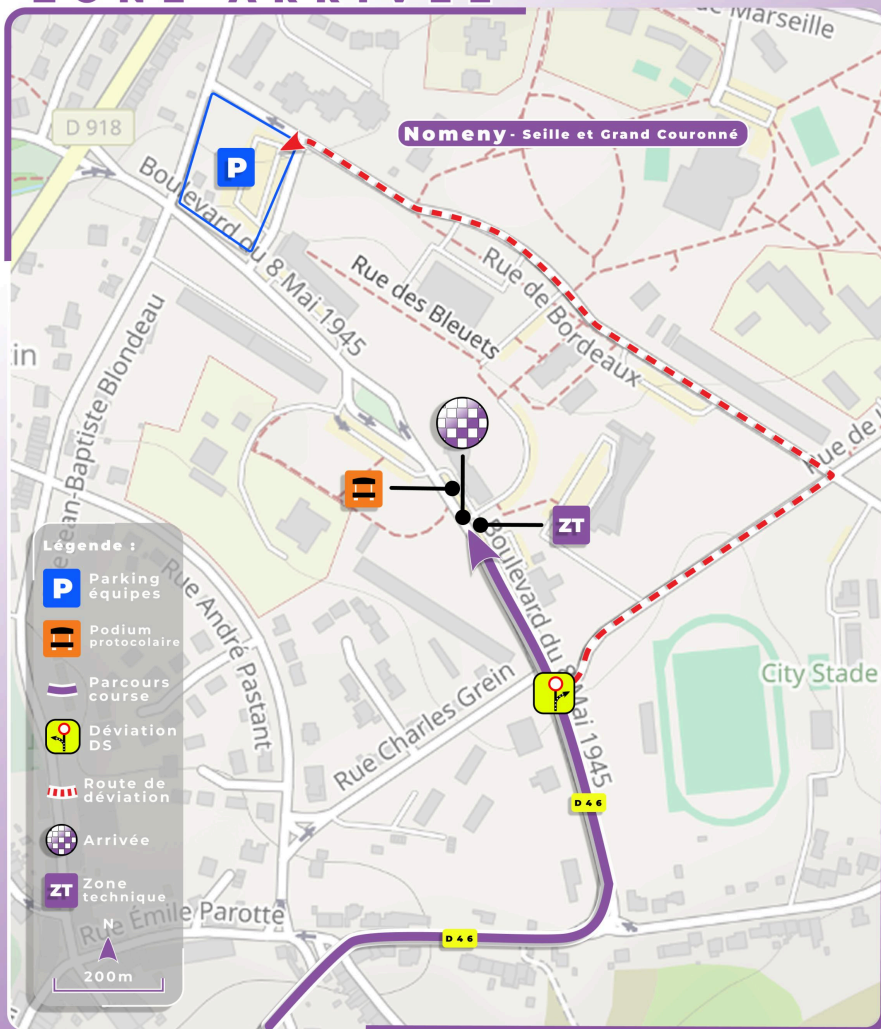 ZONE ARRIVÉE
de Marseille
D 918
Nomeny - Seille et Grand Couronné
P
Boulevard du 8 Mai 1945
Rue des Bleuets
Rue de Bordeaux
Jean-Baptiste Blondeau
Rue de
ZT
Boulevard du 8 Mai 1945
City Stade
Rue André Pastant
Rue Charles Grein
D 46
D 46
Rue Émile Parotte
Légende :
P
Parking
équipes
Podium
protocolaire
Parcours
course
Déviation
DS
Route de
déviation
Arrivée
ZT
Zone
technique
N
200m